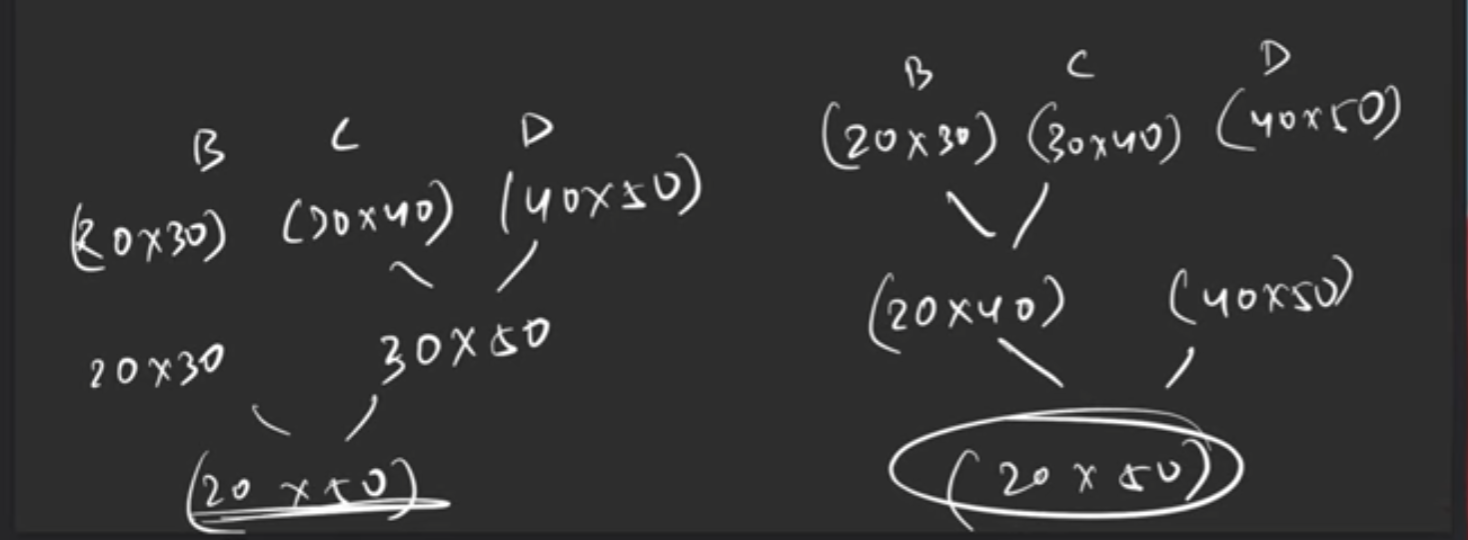 B C D
(20x30) (30x40) (40x50)
20x30 30x50
(20 x 50)
B C D
(20x30) (30x40) (40x50)
(20x40) (40x50)
(20 x 50)